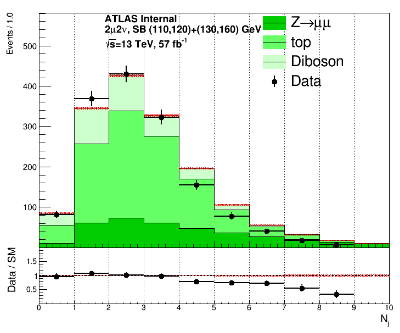 ATLAS Internal
2μ2ν, SB (110,120)+(130,160) GeV
√s=13 TeV, 57 fb⁻¹
Z→μμ
top
Diboson
Data
Events / 1.0
500
400
300
200
100
Data / SM
1.5
1
0.5
0 1 2 3 4 5 6 7 8 9 10
Nj